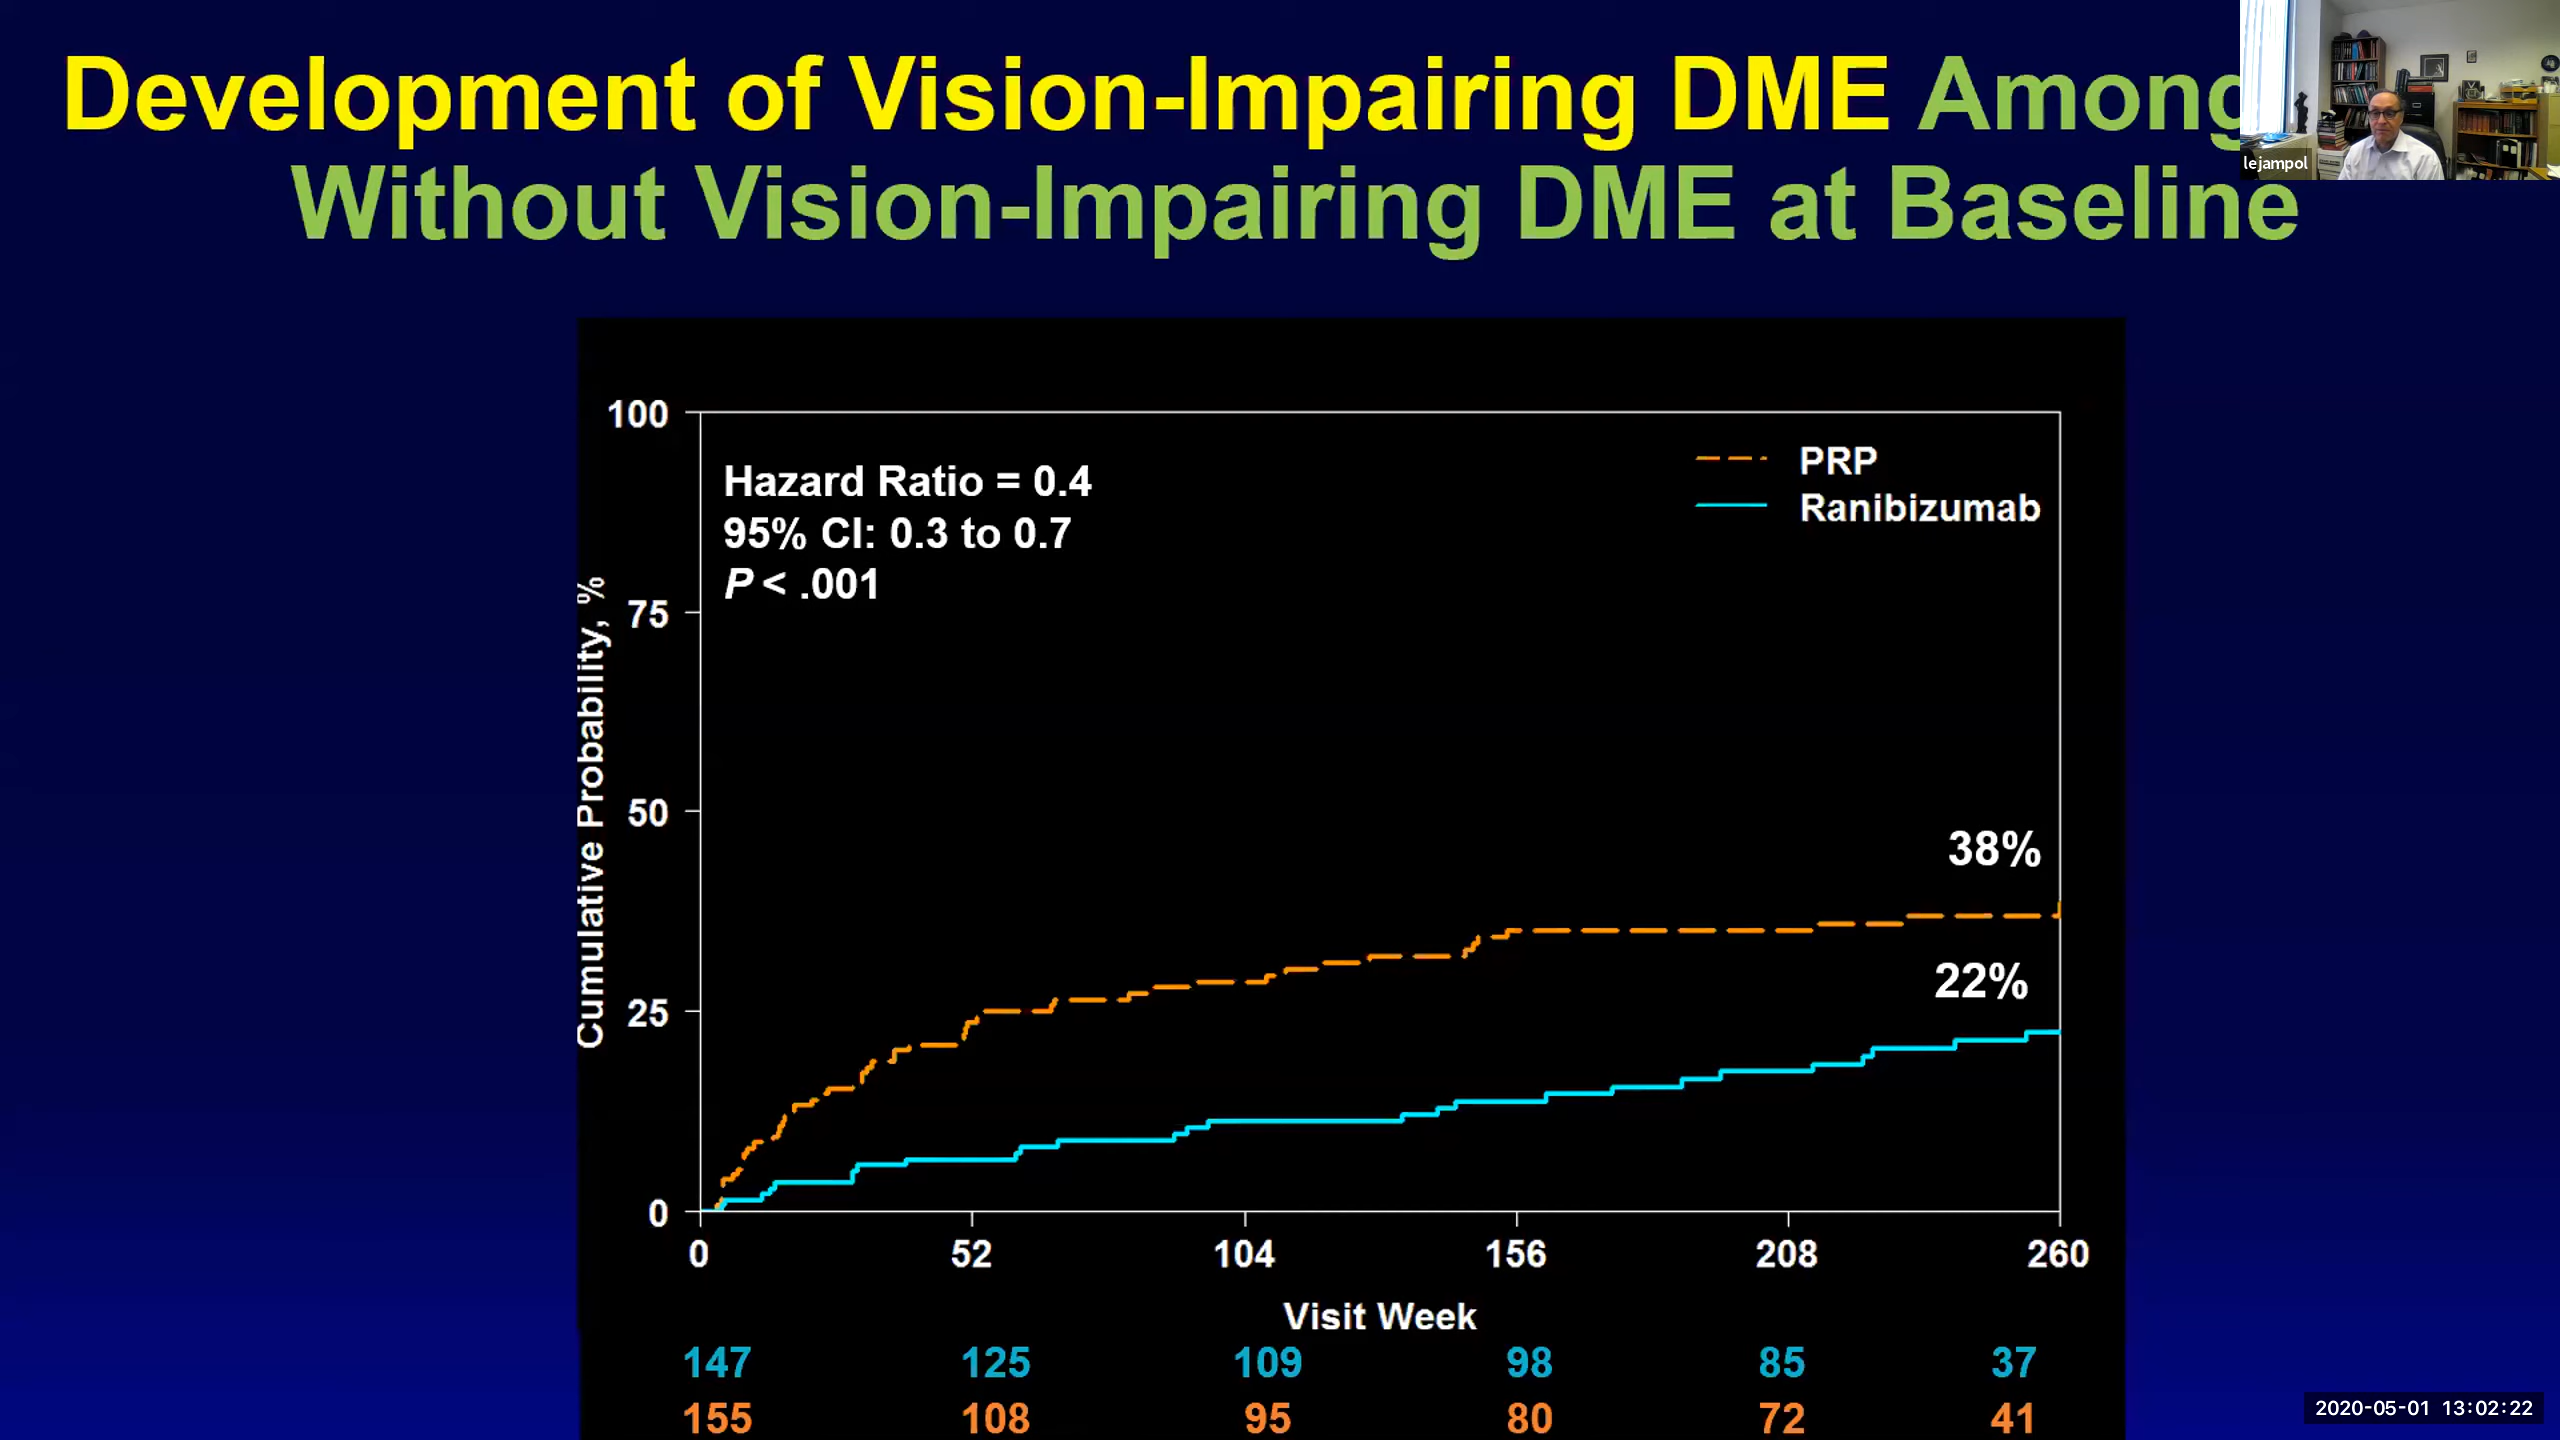 Development of Vision-Impairing DME Among
Without Vision-Impairing DME at Baseline
lejampol
100
75
50
25
0
Cumulative Probability, %
Hazard Ratio = 0.4
95% CI: 0.3 to 0.7
P < .001
PRP
Ranibizumab
38%
22%
0 52 104 156 208 260
Visit Week
147 125 109 98 85 37
155 108 95 80 72 41
2020-05-01 13:02:22